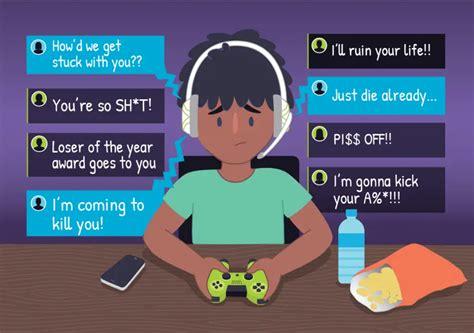 How'd we get
stuck with you??
You're so SH*T!
Loser of the year
award goes to you
I'm coming to
kill you!
I'll ruin your life!!
Just die already...
PI$$ OFF!!
I'm gonna kick
your A%*!!!